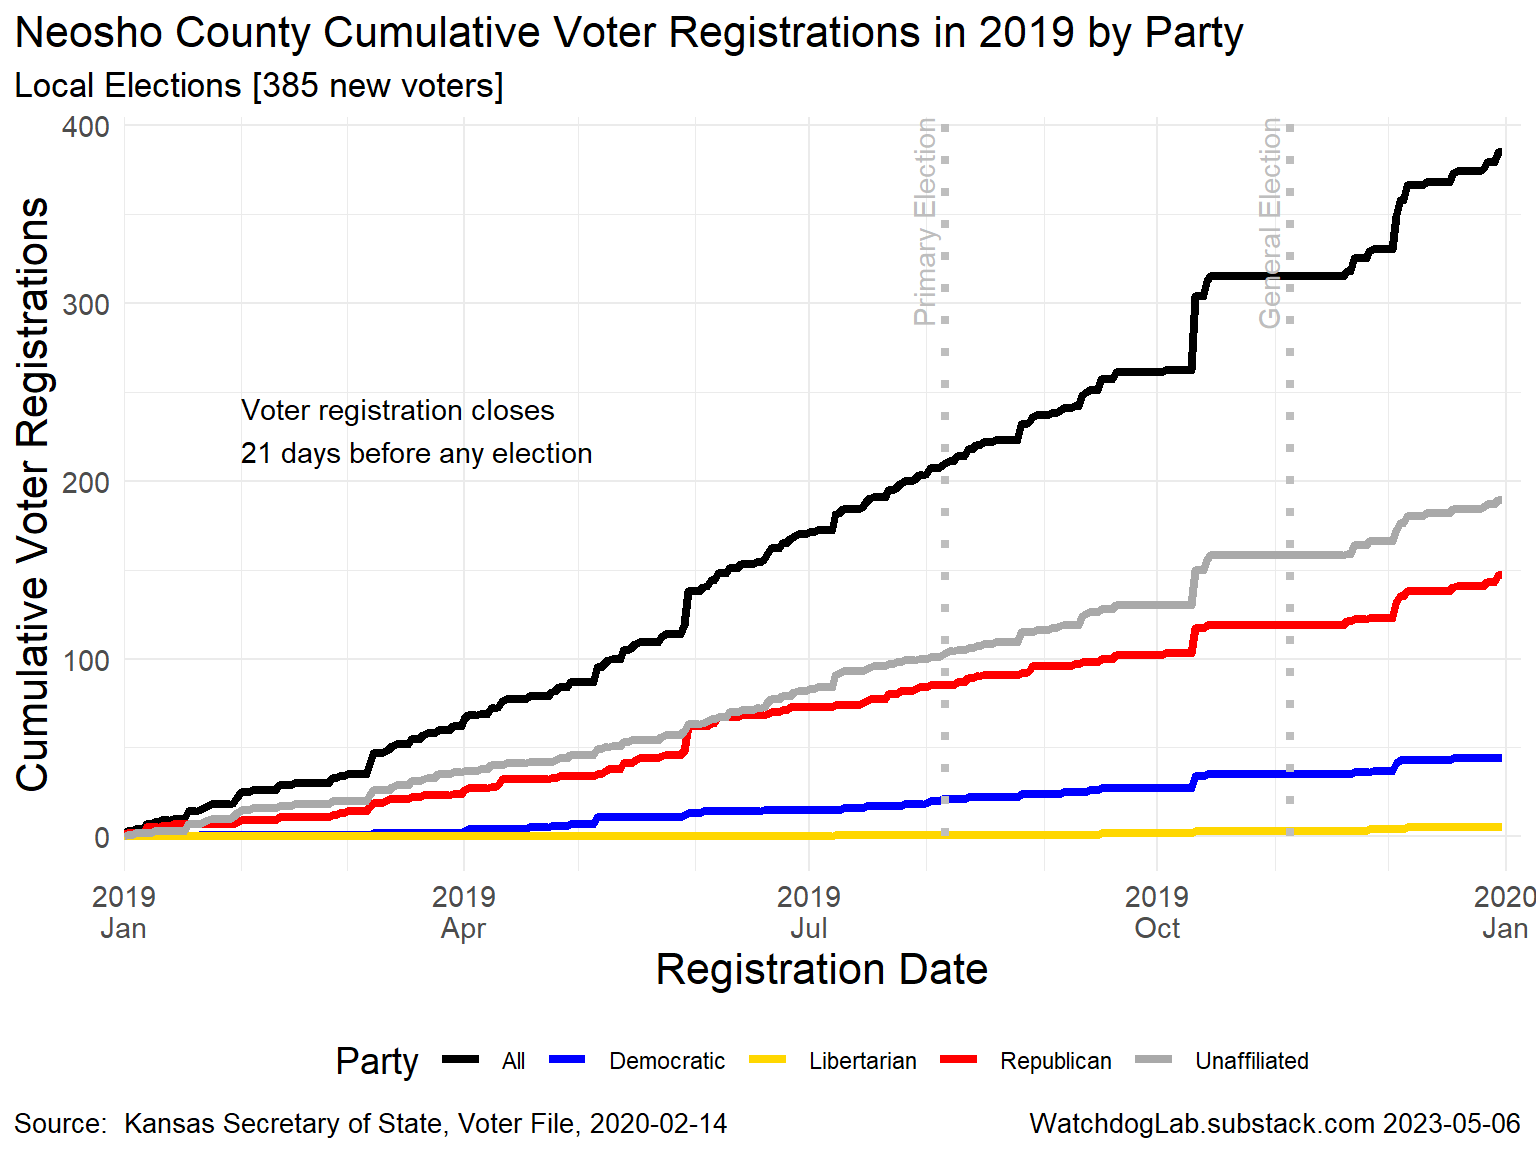 Neosho County Cumulative Voter Registrations in 2019 by Party
Local Elections [385 new voters]
Cumulative Voter Registrations
400
300
200
100
0
Primary Election
General Election
Voter registration closes
21 days before any election
2019 2019 2019 2019 2020
Jan Apr Jul Oct Jan
Registration Date
Party All Democratic Libertarian Republican Unaffiliated
Source:  Kansas Secretary of State, Voter File, 2020-02-14
WatchdogLab.substack.com 2023-05-06